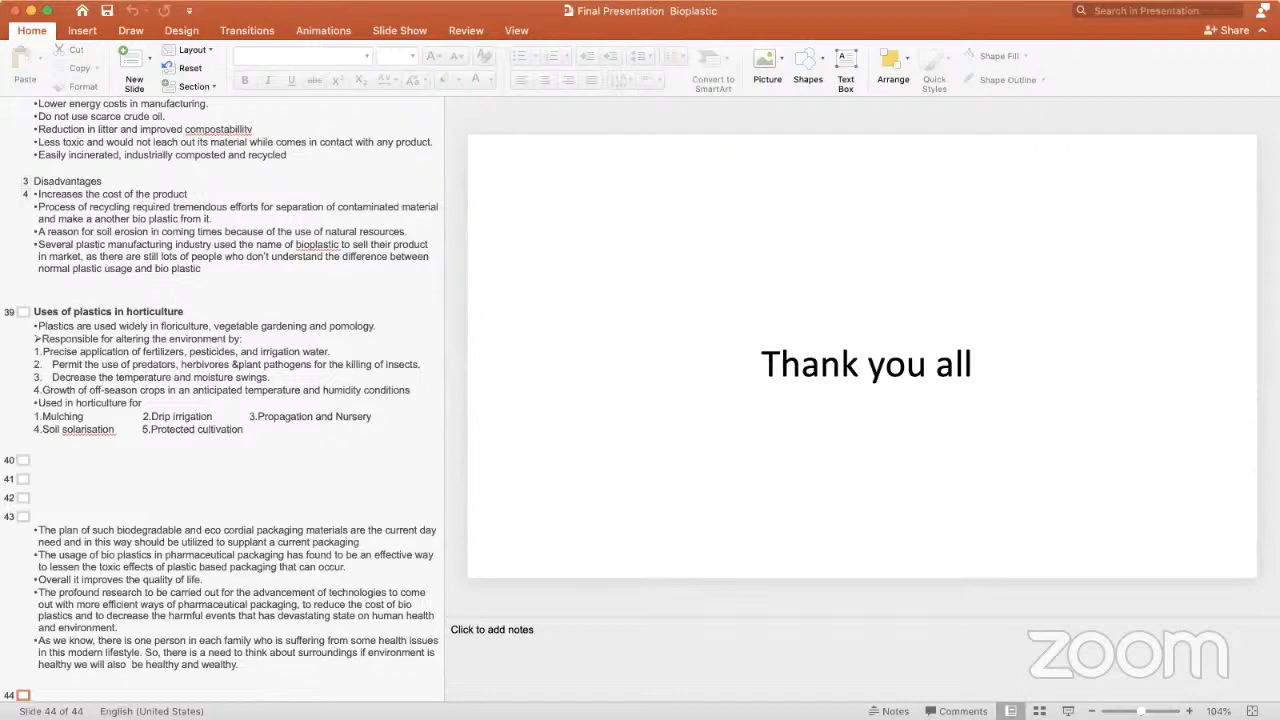 Final Presentation Bioplastic
Search in Presentation
Home Insert Draw Design Transitions Animations Slide Show Review View
Share
Paste
Cut
Copy
Format
New Slide
Layout
Reset
Section
B I U abc X² X₂ AV Aa
Convert to SmartArt
Picture
Shapes
Text Box
Arrange
Quick Styles
Shape Fill
Shape Outline
•Lower energy costs in manufacturing.
•Do not use scarce crude oil.
•Reduction in litter and improved compostabillity
•Less toxic and would not leach out its material while comes in contact with any product.
•Easily incinerated, industrially composted and recycled
3 Disadvantages
4 •Increases the cost of the product
•Process of recycling required tremendous efforts for separation of contaminated material
and make a another bio plastic from it.
•A reason for soil erosion in coming times because of the use of natural resources.
•Several plastic manufacturing industry used the name of bioplastic to sell their product
in market, as there are still lots of people who don't understand the difference between
normal plastic usage and bio plastic
39 Uses of plastics in horticulture
•Plastics are used widely in floriculture, vegetable gardening and pomology.
➢Responsible for altering the environment by:
1.Precise application of fertilizers, pesticides, and irrigation water.
2. Permit the use of predators, herbivores &plant pathogens for the killing of insects.
3. Decrease the temperature and moisture swings.
4.Growth of off-season crops in an anticipated temperature and humidity conditions
•Used in horticulture for
1.Mulching 2.Drip irrigation 3.Propagation and Nursery
4.Soil solarisation 5.Protected cultivation
40
41
42
43
•The plan of such biodegradable and eco cordial packaging materials are the current day
need and in this way should be utilized to supplant a current packaging
•The usage of bio plastics in pharmaceutical packaging has found to be an effective way
to lessen the toxic effects of plastic based packaging that can occur.
•Overall it improves the quality of life.
•The profound research to be carried out for the advancement of technologies to come
out with more efficient ways of pharmaceutical packaging, to reduce the cost of bio
plastics and to decrease the harmful events that has devastating state on human health
and environment.
•As we know, there is one person in each family who is suffering from some health issues
in this modern lifestyle. So, there is a need to think about surroundings if environment is
healthy we will also be healthy and wealthy.
44
Thank you all
Click to add notes
zoom
Slide 44 of 44 English (United States)
Notes Comments 104%